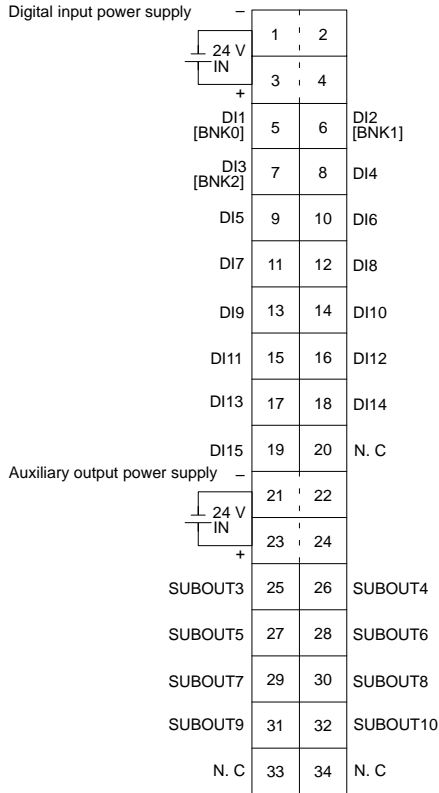 Digital input power supply –
1 2
24 V
IN
3 4
+
DI1
[BNK0] 5 6 DI2
[BNK1]
DI3
[BNK2] 7 8 DI4
DI5 9 10 DI6
DI7 11 12 DI8
DI9 13 14 DI10
DI11 15 16 DI12
DI13 17 18 DI14
DI15 19 20 N. C
Auxiliary output power supply –
21 22
24 V
IN
23 24
+
SUBOUT3 25 26 SUBOUT4
SUBOUT5 27 28 SUBOUT6
SUBOUT7 29 30 SUBOUT8
SUBOUT9 31 32 SUBOUT10
N. C 33 34 N. C